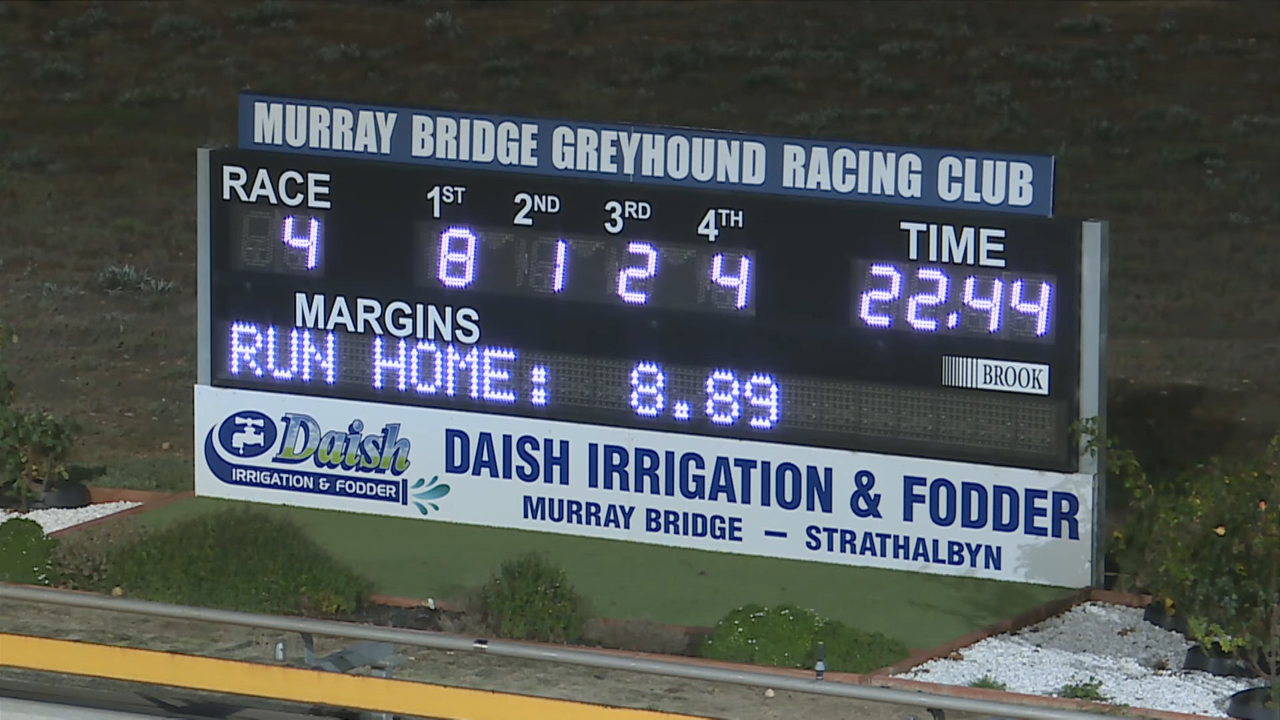 MURRAY BRIDGE GREYHOUND RACING CLUB
RACE 1ST 2ND 3RD 4TH TIME
4 8 1 2 4 22.44
MARGINS
RUN HOME: 8.89
BROOK
Daish
IRRIGATION & FODDER
DAISH IRRIGATION & FODDER
MURRAY BRIDGE – STRATHALBYN